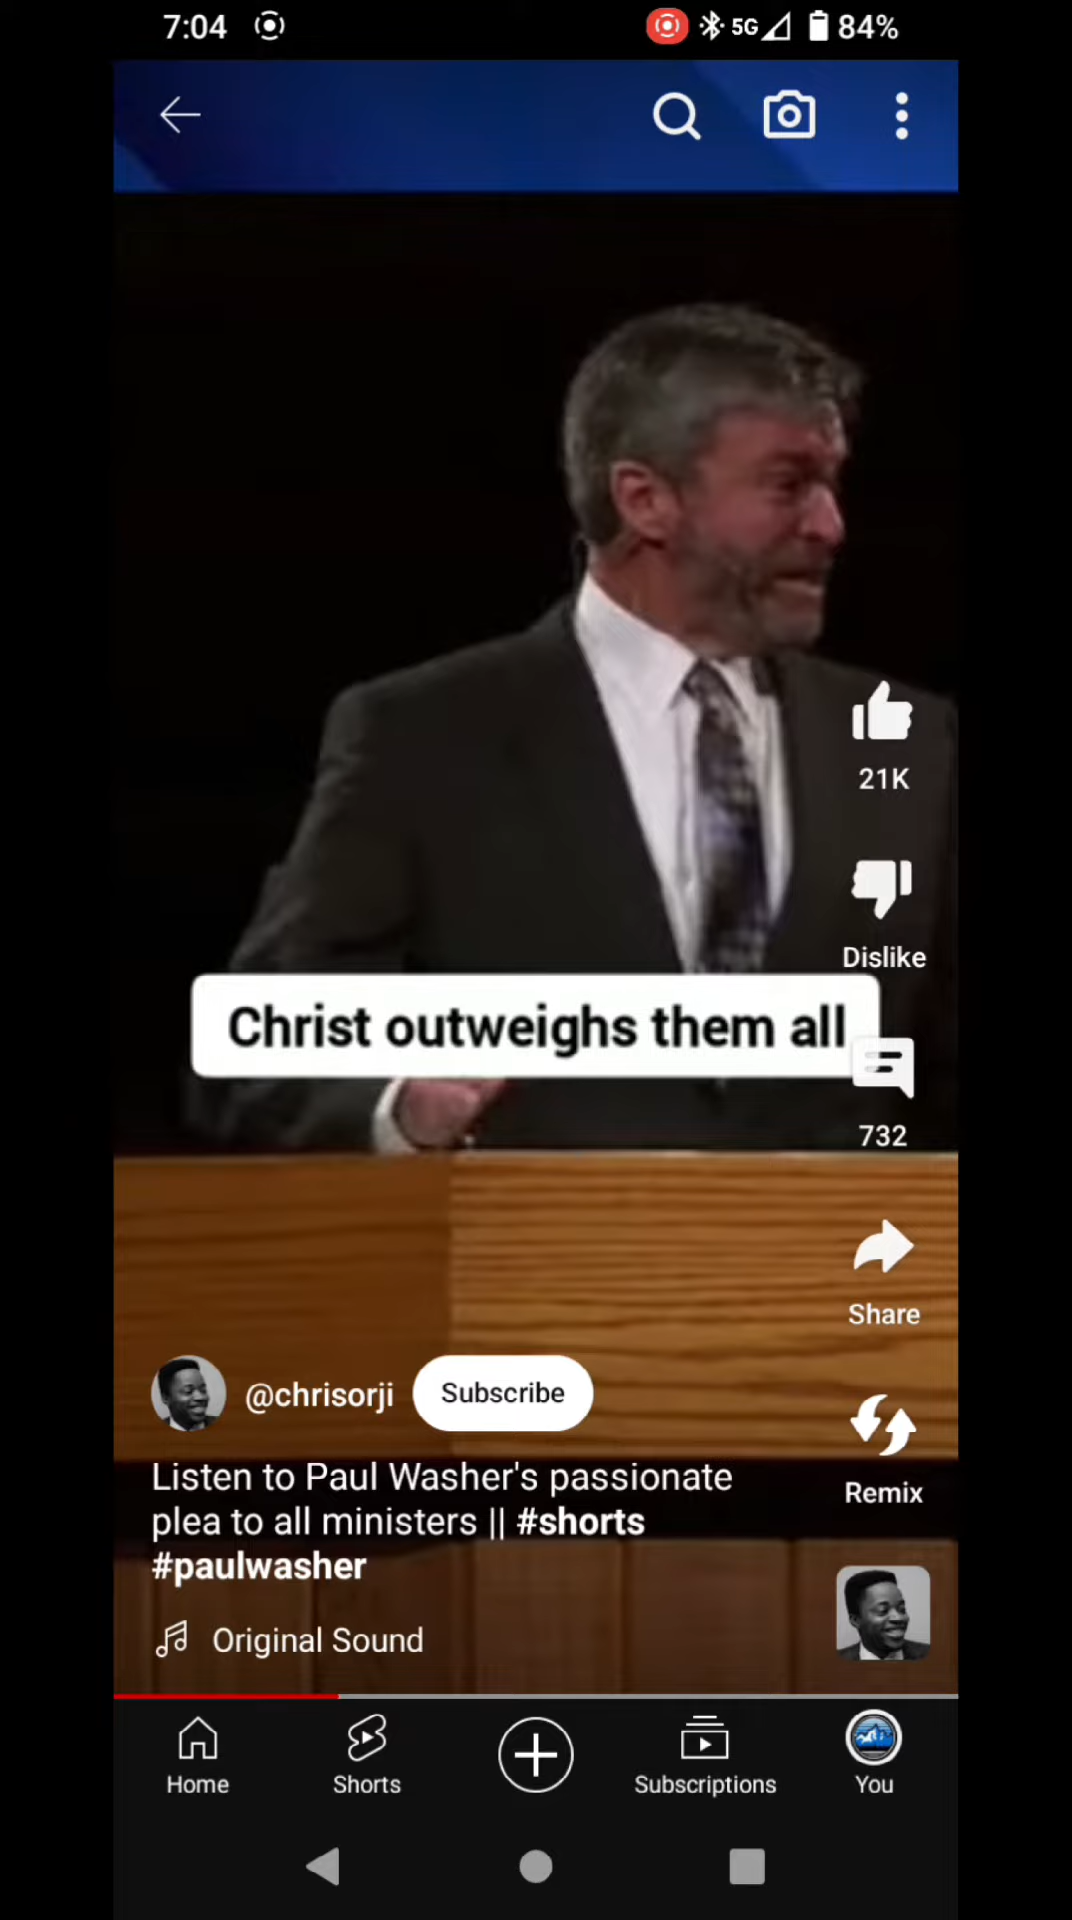 7:04 5G 84%
21K
Dislike
Christ outweighs them all
732
Share
@chrisorji Subscribe
Listen to Paul Washer's passionate
plea to all ministers || #shorts
#paulwasher
Remix
Original Sound
Home Shorts Subscriptions You